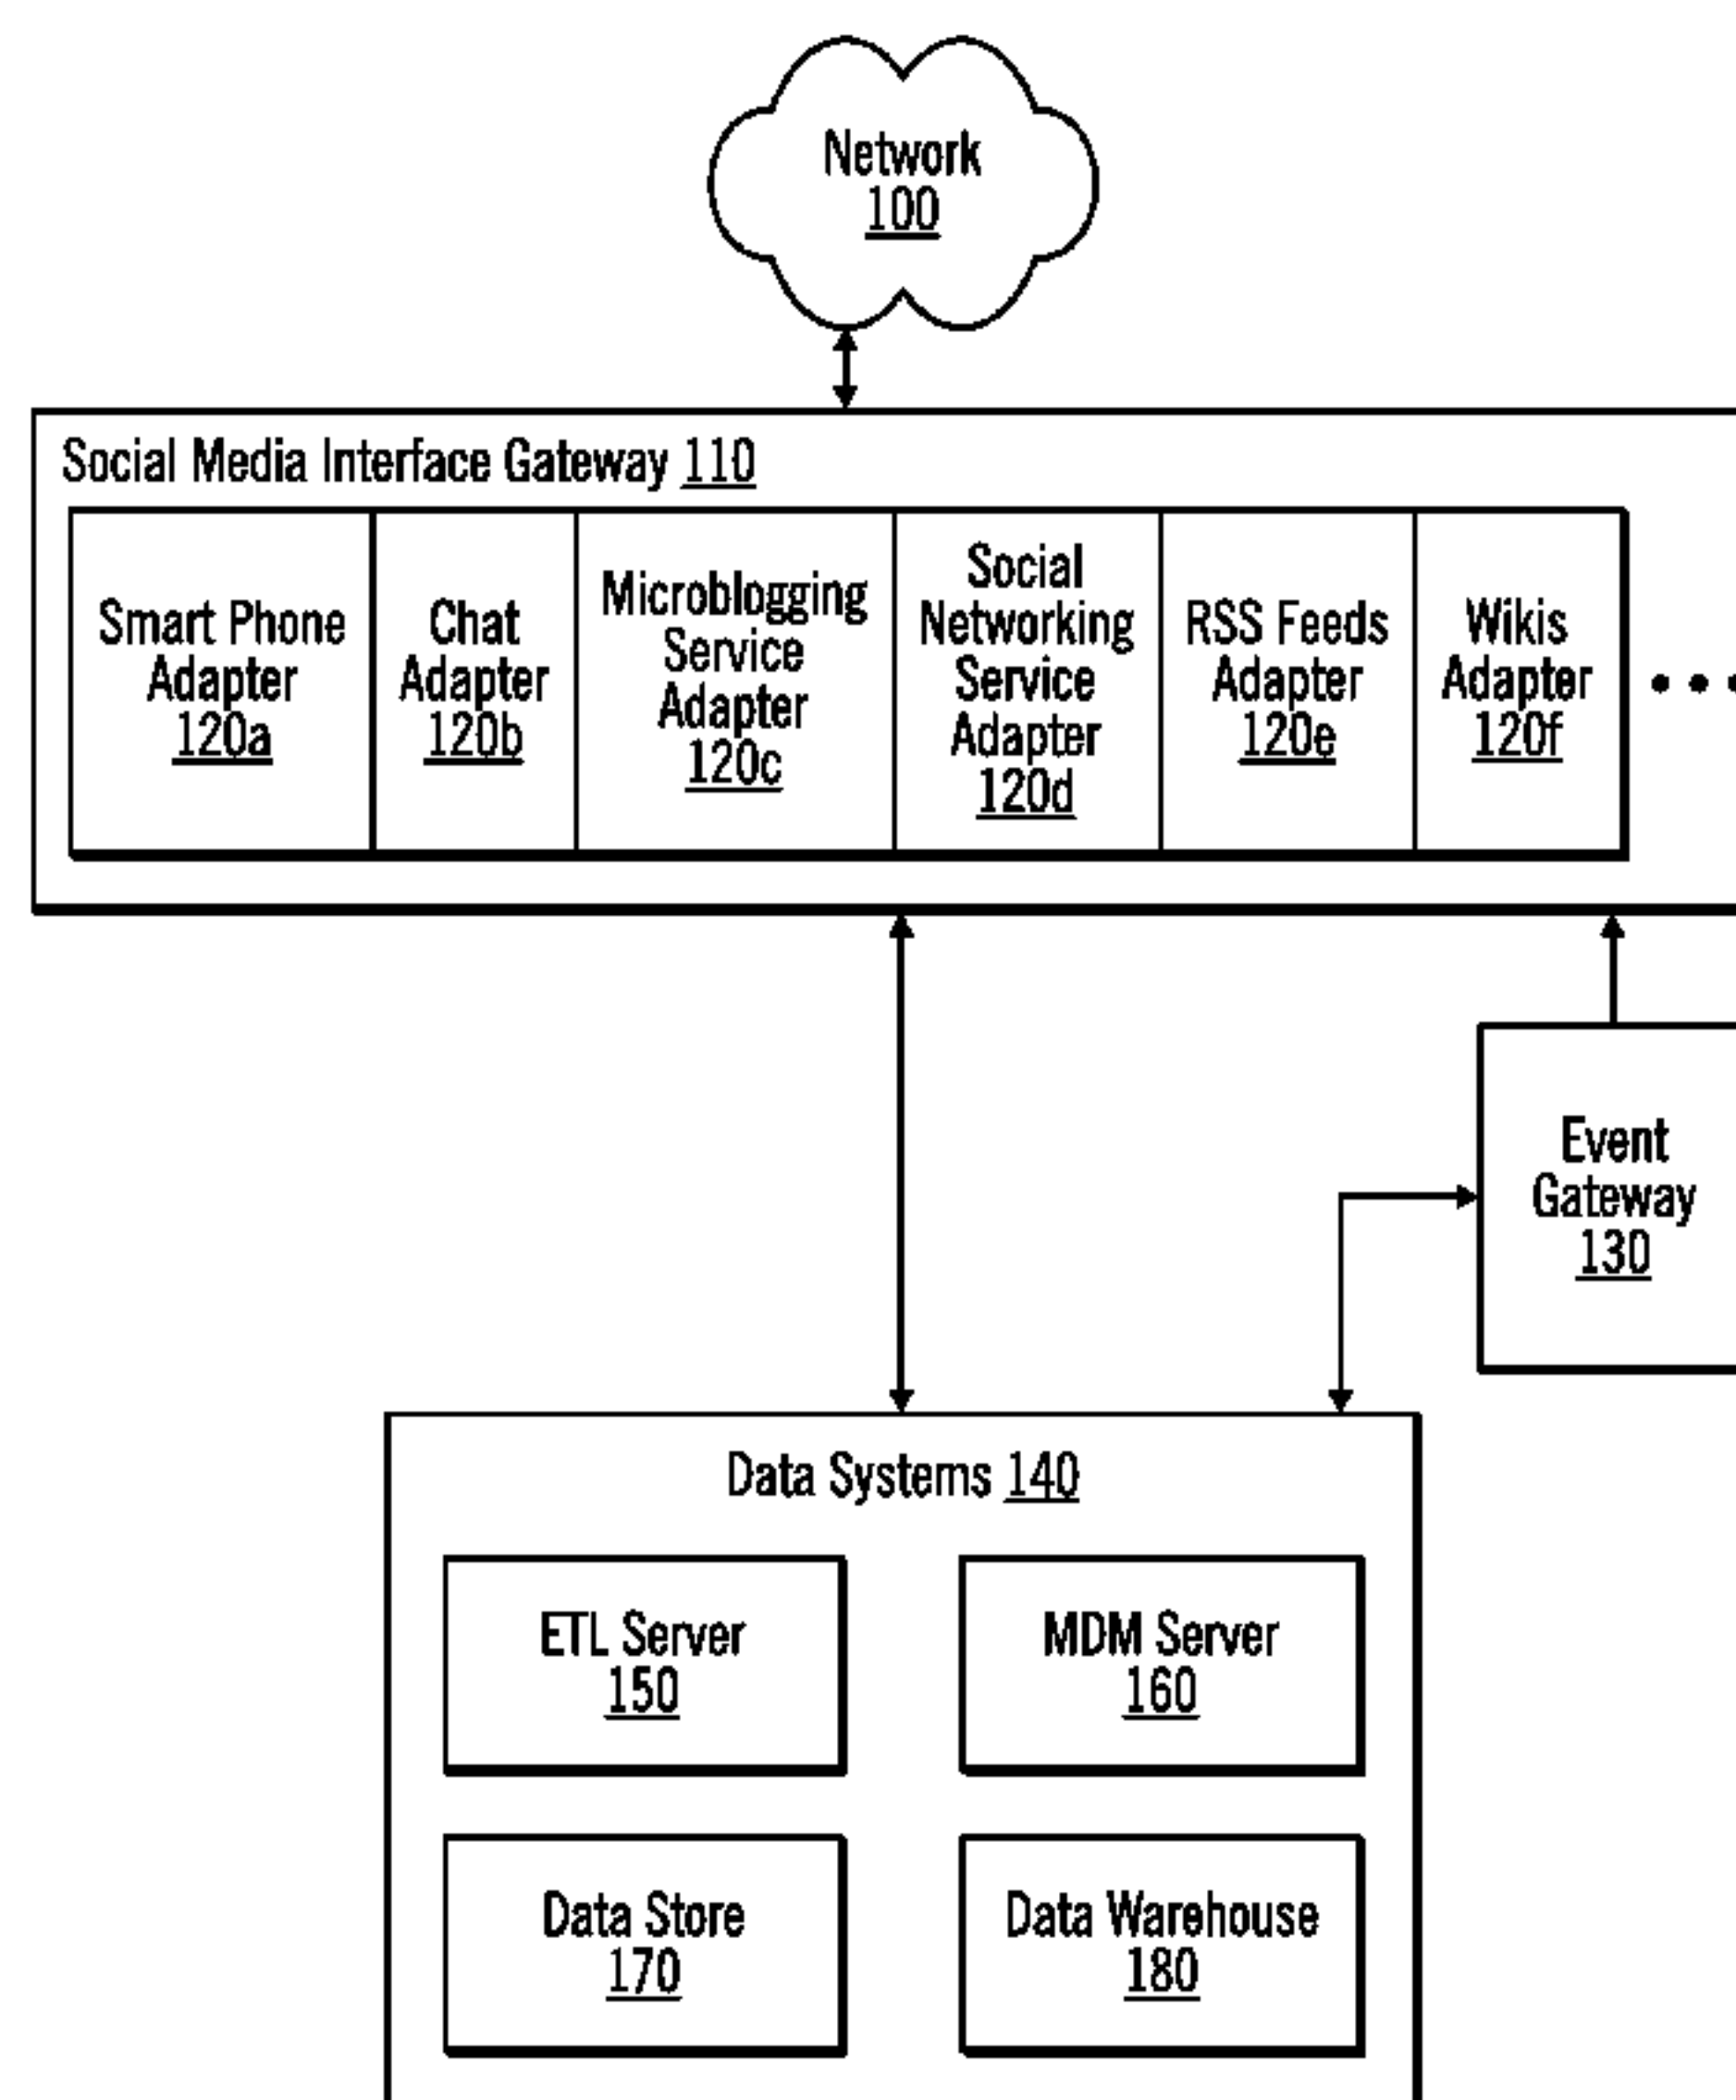 Network
100
Social Media Interface Gateway 110
Smart Phone
Adapter
120a
Chat
Adapter
120b
Microblogging
Service
Adapter
120c
Social
Networking
Service
Adapter
120d
RSS Feeds
Adapter
120e
Wikis
Adapter
120f
Event
Gateway
130
Data Systems 140
ETL Server
150
MDM Server
160
Data Store
170
Data Warehouse
180